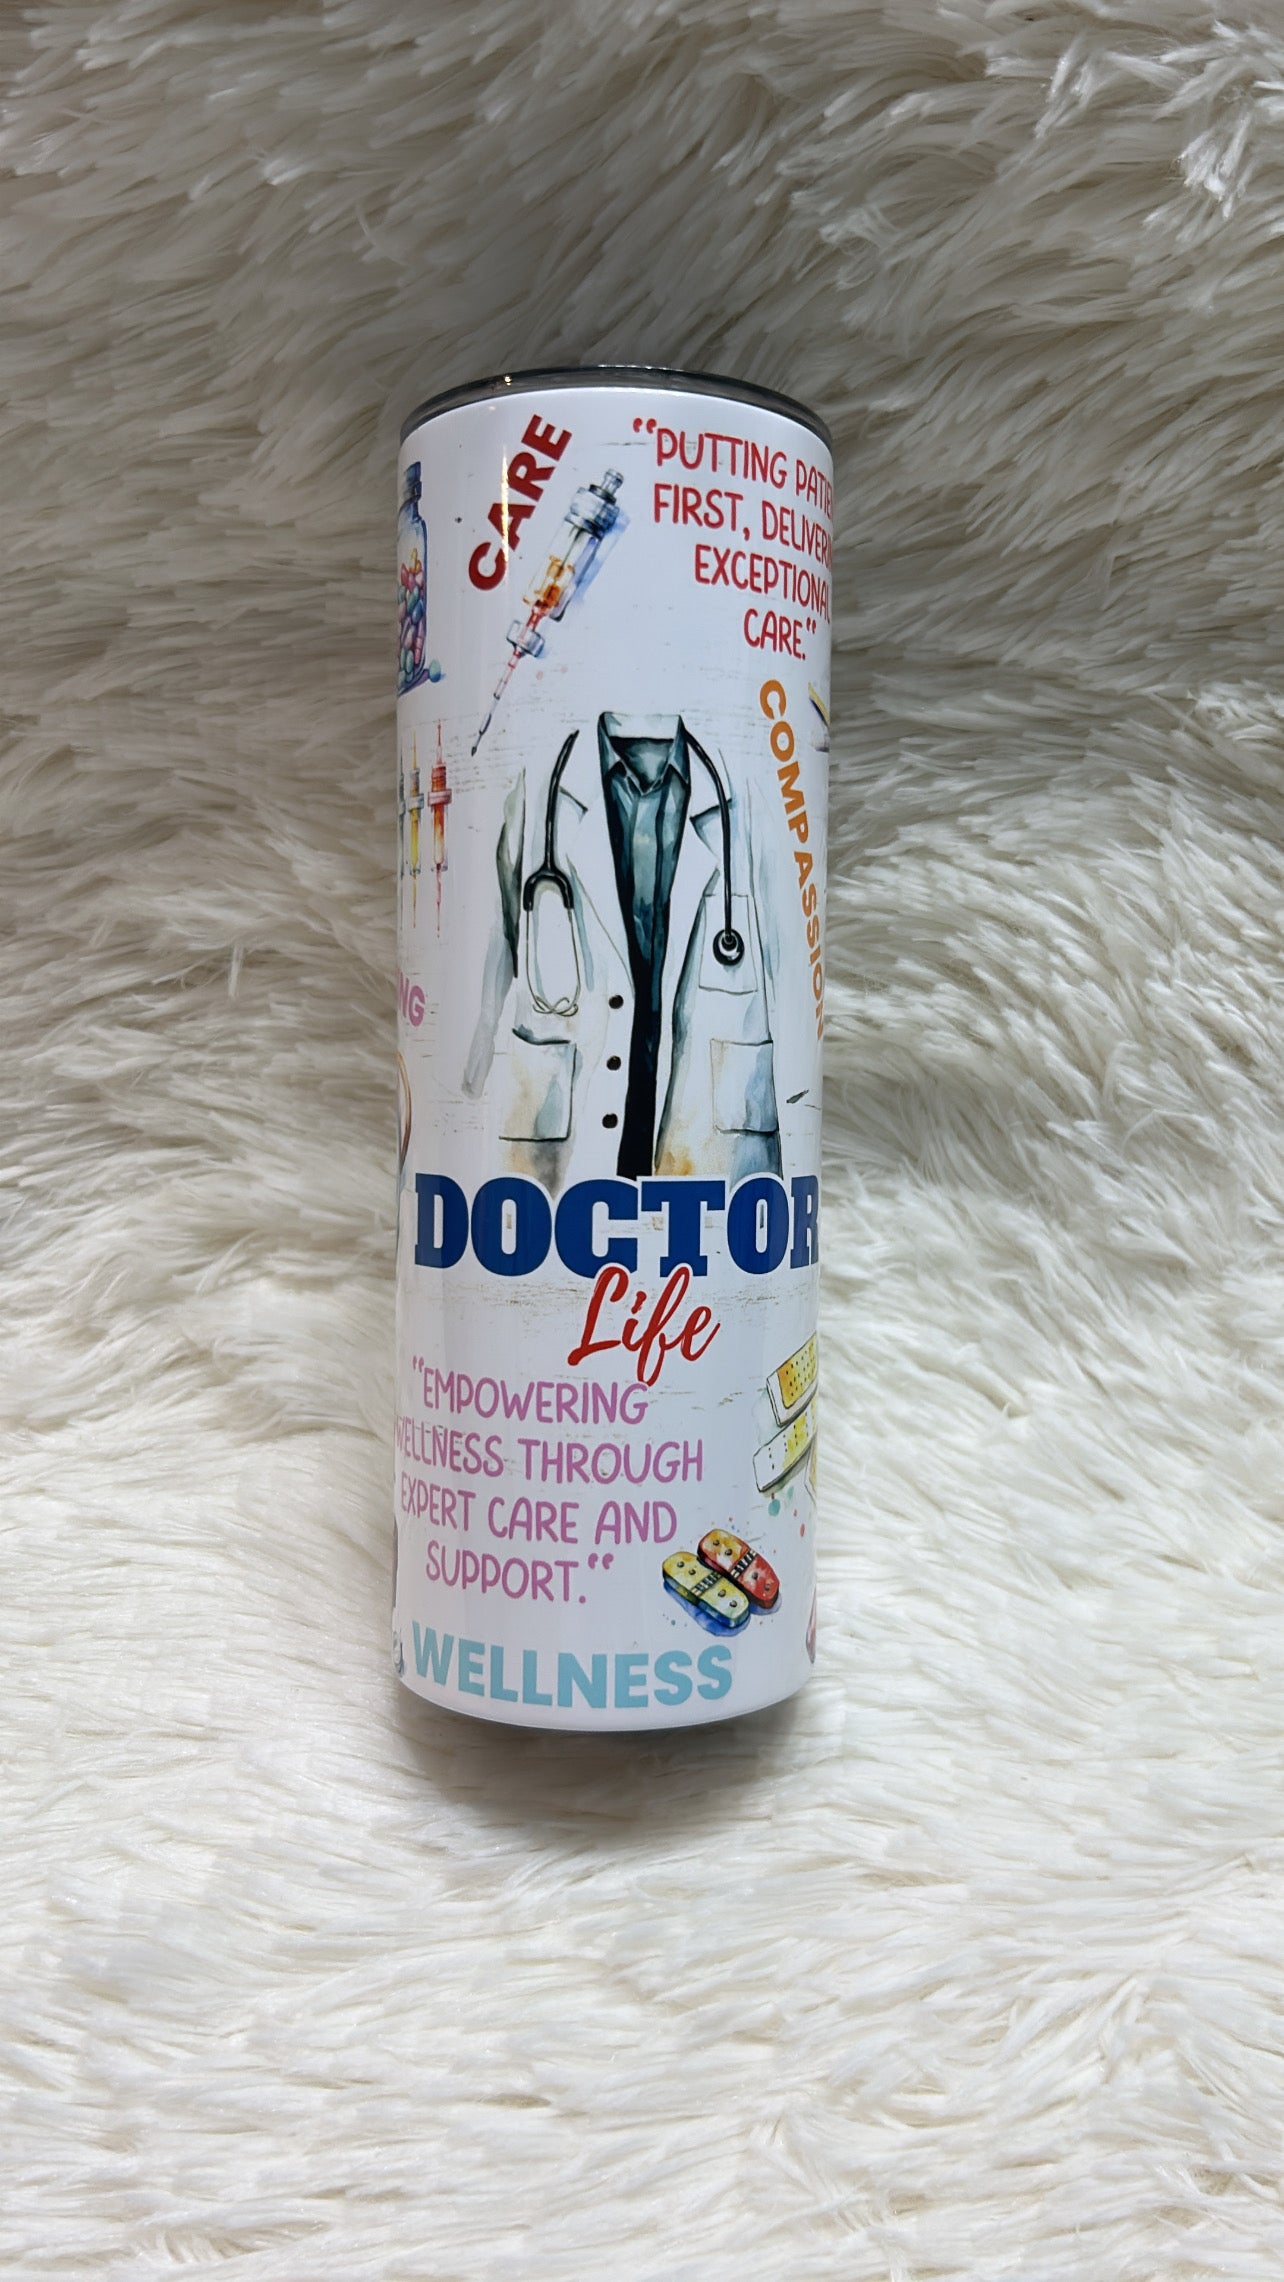 CARE
“PUTTING
FIRST,
EXCEPTIONAL
CARE.”
COMPASSION
DOCTOR
Life
“EMPOWERING
WELLNESS THROUGH
EXPERT CARE AND
SUPPORT.“
WELLNESS